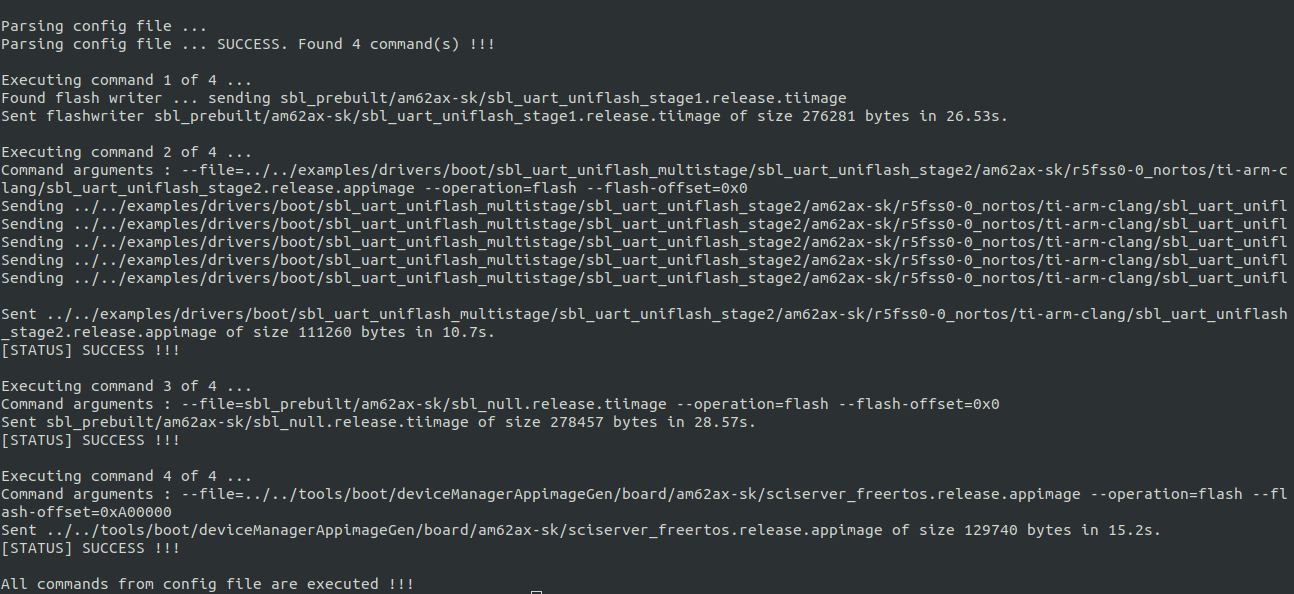 Parsing config file ...
Parsing config file ... SUCCESS. Found 4 command(s) !!!
Executing command 1 of 4 ...
Found flash writer ... sending sbl_prebuilt/am62ax-sk/sbl_uart_uniflash_stage1.release.tiimage
Sent flashwriter sbl_prebuilt/am62ax-sk/sbl_uart_uniflash_stage1.release.tiimage of size 276281 bytes in 26.53s.
Executing command 2 of 4 ...
Command arguments : --file=../../examples/drivers/boot/sbl_uart_uniflash_multistage/sbl_uart_uniflash_stage2/am62ax-sk/r5fss0-0_nortos/ti-arm-c
lang/sbl_uart_uniflash_stage2.release.appimage --operation=flash --flash-offset=0x0
Sending ../../examples/drivers/boot/sbl_uart_uniflash_multistage/sbl_uart_uniflash_stage2/am62ax-sk/r5fss0-0_nortos/ti-arm-clang/sbl_uart_unifl
Sending ../../examples/drivers/boot/sbl_uart_uniflash_multistage/sbl_uart_uniflash_stage2/am62ax-sk/r5fss0-0_nortos/ti-arm-clang/sbl_uart_unifl
Sending ../../examples/drivers/boot/sbl_uart_uniflash_multistage/sbl_uart_uniflash_stage2/am62ax-sk/r5fss0-0_nortos/ti-arm-clang/sbl_uart_unifl
Sending ../../examples/drivers/boot/sbl_uart_uniflash_multistage/sbl_uart_uniflash_stage2/am62ax-sk/r5fss0-0_nortos/ti-arm-clang/sbl_uart_unifl
Sending ../../examples/drivers/boot/sbl_uart_uniflash_multistage/sbl_uart_uniflash_stage2/am62ax-sk/r5fss0-0_nortos/ti-arm-clang/sbl_uart_unifl
Sent ../../examples/drivers/boot/sbl_uart_uniflash_multistage/sbl_uart_uniflash_stage2/am62ax-sk/r5fss0-0_nortos/ti-arm-clang/sbl_uart_uniflash
_stage2.release.appimage of size 111260 bytes in 10.7s.
[STATUS] SUCCESS !!!
Executing command 3 of 4 ...
Command arguments : --file=sbl_prebuilt/am62ax-sk/sbl_null.release.tiimage --operation=flash --flash-offset=0x0
Sent sbl_prebuilt/am62ax-sk/sbl_null.release.tiimage of size 278457 bytes in 28.57s.
[STATUS] SUCCESS !!!
Executing command 4 of 4 ...
Command arguments : --file=../../tools/boot/deviceManagerAppimageGen/board/am62ax-sk/sciserver_freertos.release.appimage --operation=flash --fl
ash-offset=0xA00000
Sent ../../tools/boot/deviceManagerAppimageGen/board/am62ax-sk/sciserver_freertos.release.appimage of size 129740 bytes in 15.2s.
[STATUS] SUCCESS !!!
All commands from config file are executed !!!